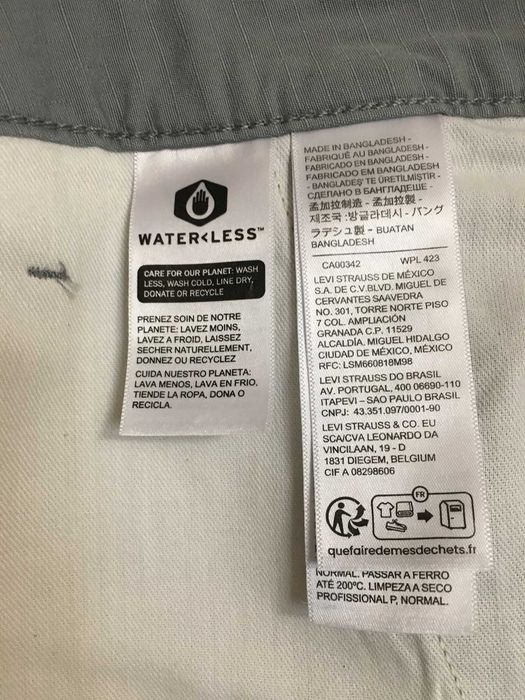 WATER<LESS™
CARE FOR OUR PLANET: WASH
LESS, WASH COLD, LINE DRY,
DONATE OR RECYCLE
PRENEZ SOIN DE NOTRE
PLANETE: LAVEZ MOINS,
LAVEZ A FROID, LAISSEZ
SECHER NATURELLEMENT,
DONNEZ OU RECYCLEZ
CUIDA NUESTRO PLANETA:
LAVA MENOS, LAVA EN FRIO,
TIENDE LA ROPA, DONA O
RECICLA.
MADE IN BANGLADESH -
FABRIQUÉ AU BANGLADESH -
FABRICADO EN BANGLADESH -
FABRICADO EM BANGLADESH
- BANGLADEŞ'TE ÜRETİLMİŞTİR -
СДЕЛАНО В БАНГЛАДЕШЕ -
孟加拉制造 - 孟加拉製 -
제조국 :방글라데시 - バング
ラデシュ製 - BUATAN
BANGLADESH
CA00342 WPL 423
LEVI STRAUSS DE MÉXICO
S.A. DE C.V.BLVD. MIGUEL DE
CERVANTES SAAVEDRA
NO. 301, TORRE NORTE PISO
7 COL. AMPLIACIÓN
GRANADA C.P. 11529
ALCALDÍA. MIGUEL HIDALGO
CIUDAD DE MÉXICO, MÉXICO
RFC: LSM660818M98
LEVI STRAUSS DO BRASIL
AV. PORTUGAL, 400 06690-110
ITAPEVI – SAO PAULO BRASIL
CNPJ: 43.351.097/0001-90
LEVI STRAUSS & CO. EU
SCA/CVA LEONARDO DA
VINCILAAN, 19 - D
1831 DIEGEM, BELGIUM
CIF A 08298606
FR
quefairedemesdechets.fr
NORMAL. PASSAR A FERRO
ATÉ 200ºC. LIMPEZA A SECO
PROFISSIONAL P, NORMAL.